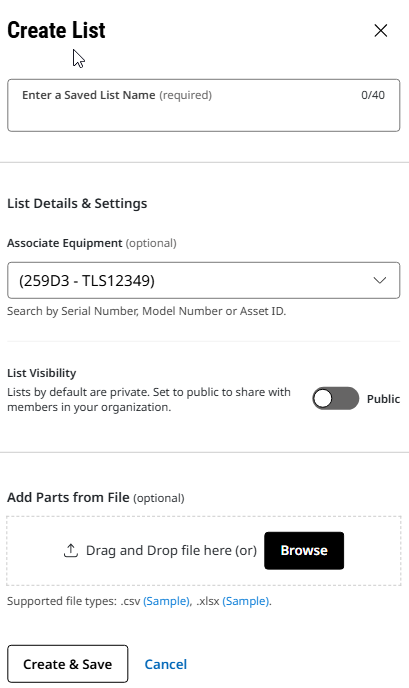 Create List
Enter a Saved List Name (required) 0/40
List Details & Settings
Associate Equipment (optional)
(259D3 - TLS12349)
Search by Serial Number, Model Number or Asset ID.
List Visibility
Lists by default are private. Set to public to share with
members in your organization.
Public
Add Parts from File (optional)
Drag and Drop file here (or) Browse
Supported file types: .csv (Sample), .xlsx (Sample).
Create & Save Cancel